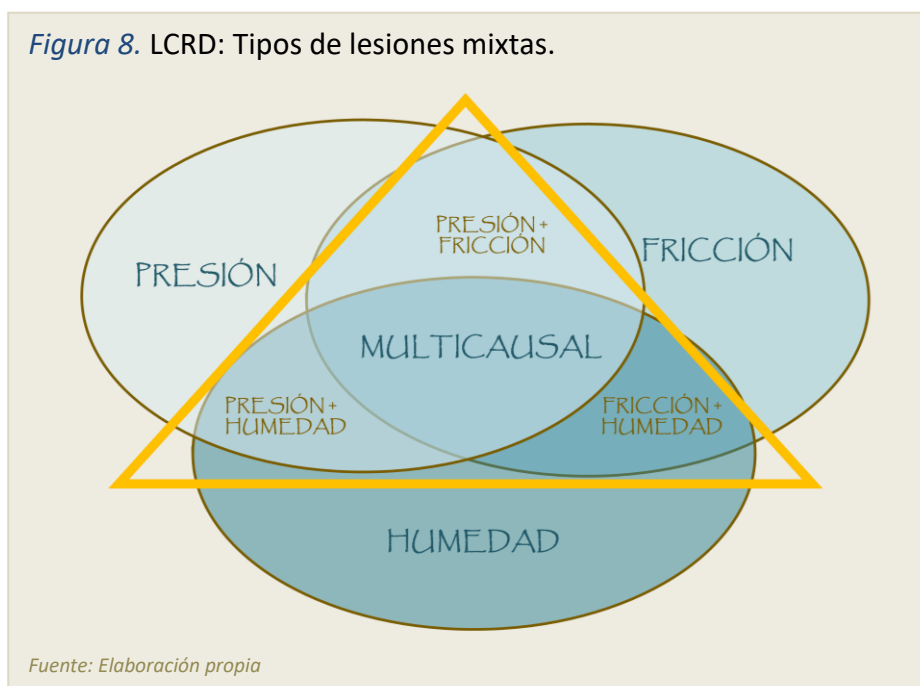 Figura 8. LCRD: Tipos de lesiones mixtas.
PRESIÓN +
FRICCIÓN
PRESIÓN
FRICCIÓN
MULTICAUSAL
PRESIÓN +
HUMEDAD
FRICCIÓN +
HUMEDAD
HUMEDAD
Fuente: Elaboración propia